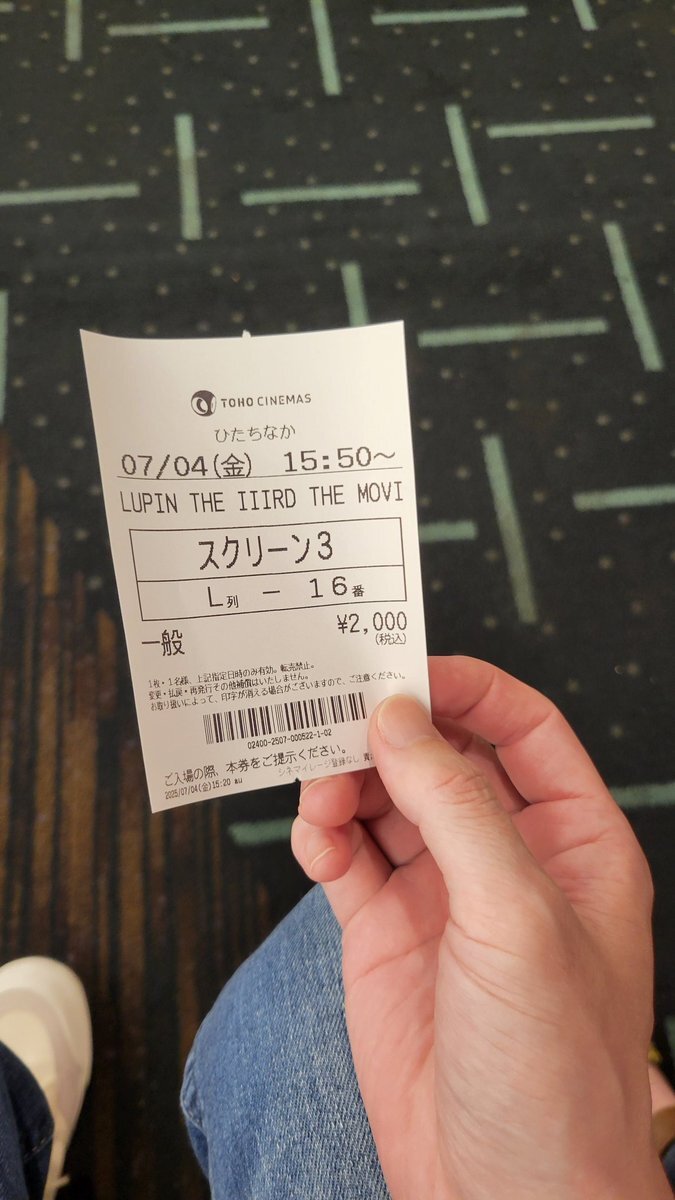 TOHO CINEMAS
ひたちなか
07/04(金) 15:50～
LUPIN THE IIIRD THE MOVI
スクリーン3
L列 － 16番
一般 ¥2,000
(税込)
1枚・1名様、上記指定日時のみ有効。転売禁止。
変更・払戻・再発行その他補償はいたしません。
お取り扱いによって、印字が消える場合がございますので、ご注意ください。
02400-2507-000522-1-02
ご入場の際、本券をご提示ください。
シネマイレージ登録なし
2025/07/04(金)15:20 au